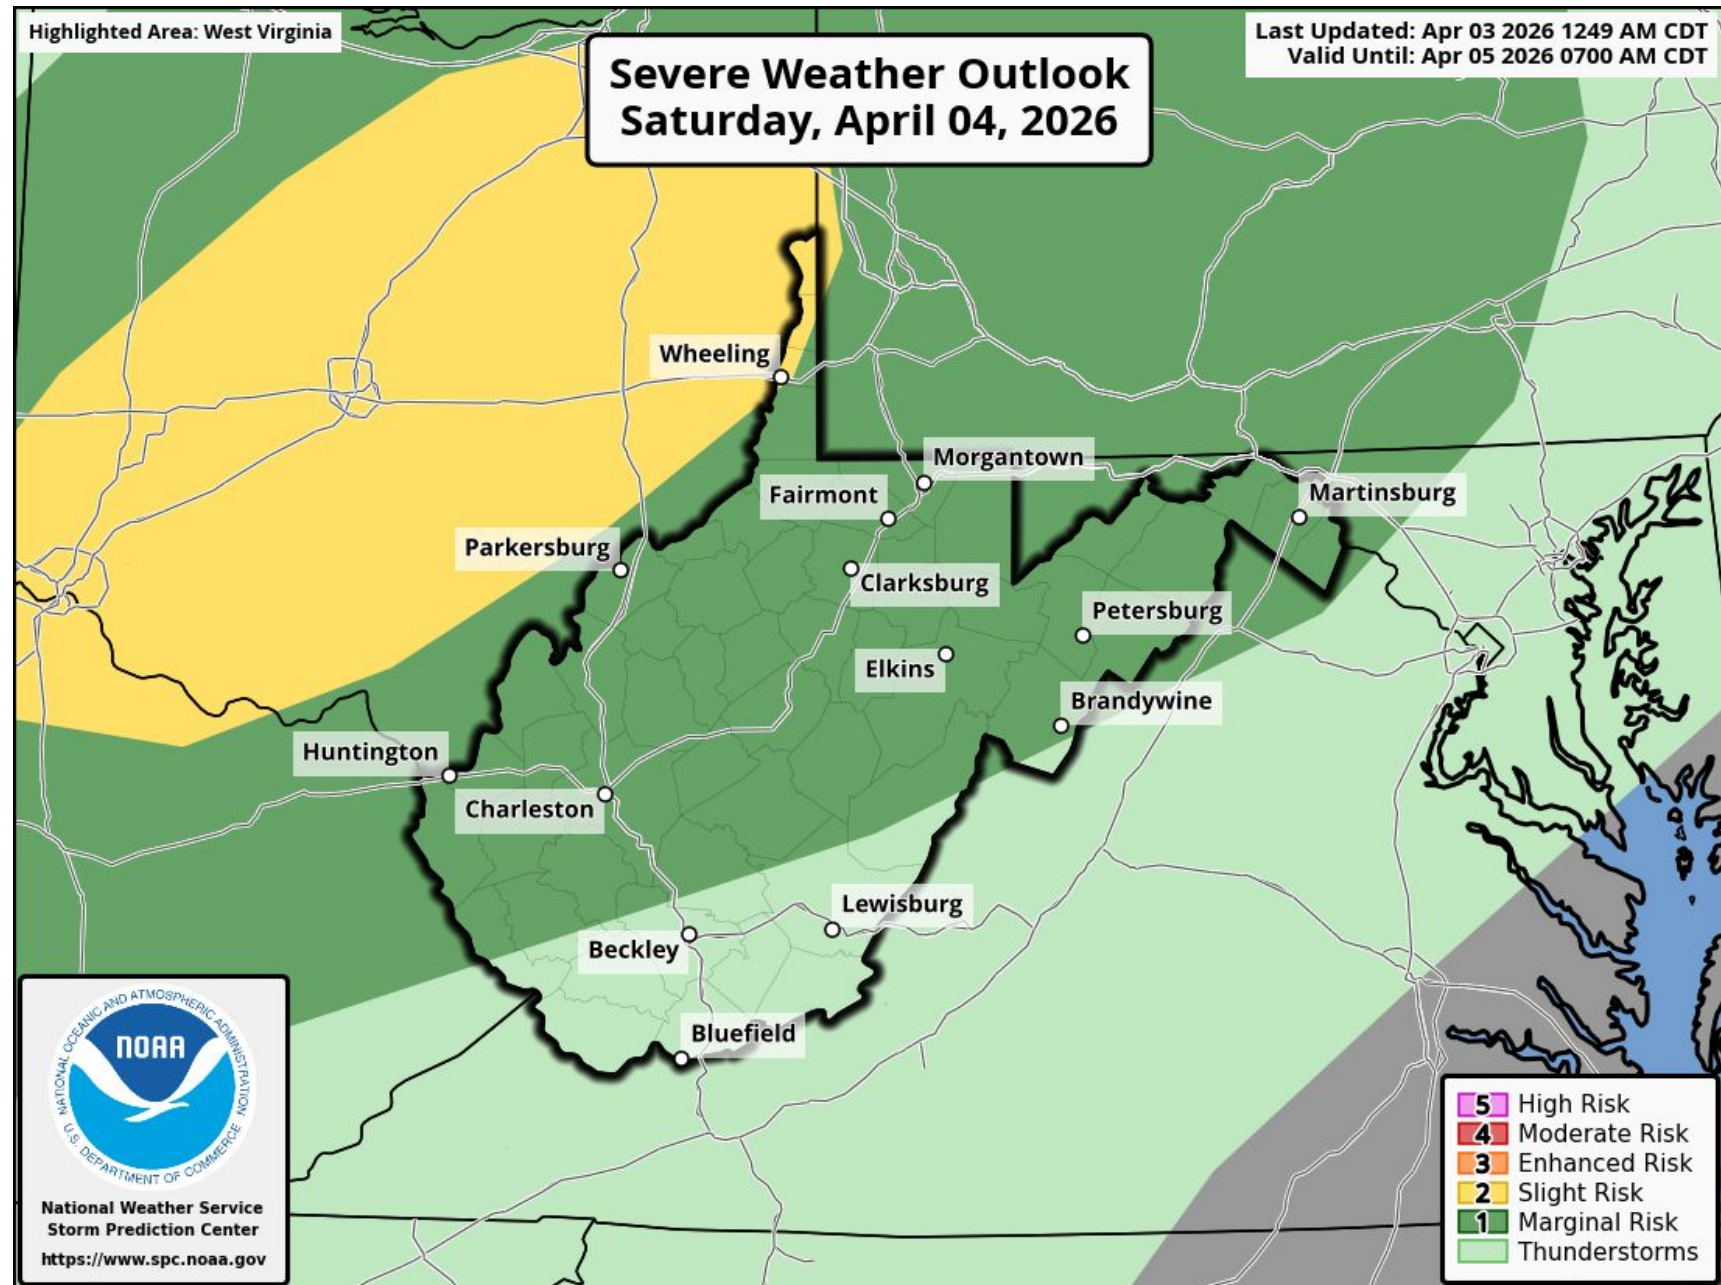 Highlighted Area: West Virginia
Last Updated: Apr 03 2026 1249 AM CDT
Valid Until: Apr 05 2026 0700 AM CDT
Severe Weather Outlook
Saturday, April 04, 2026
Wheeling
Morgantown
Fairmont
Martinsburg
Parkersburg
Clarksburg
Petersburg
Elkins
Brandywine
Huntington
Charleston
Lewisburg
Beckley
Bluefield
NATIONAL OCEANIC AND ATMOSPHERIC ADMINISTRATION
NOAA
U.S. DEPARTMENT OF COMMERCE
National Weather Service
Storm Prediction Center
https://www.spc.noaa.gov
5 High Risk
4 Moderate Risk
3 Enhanced Risk
2 Slight Risk
1 Marginal Risk
Thunderstorms